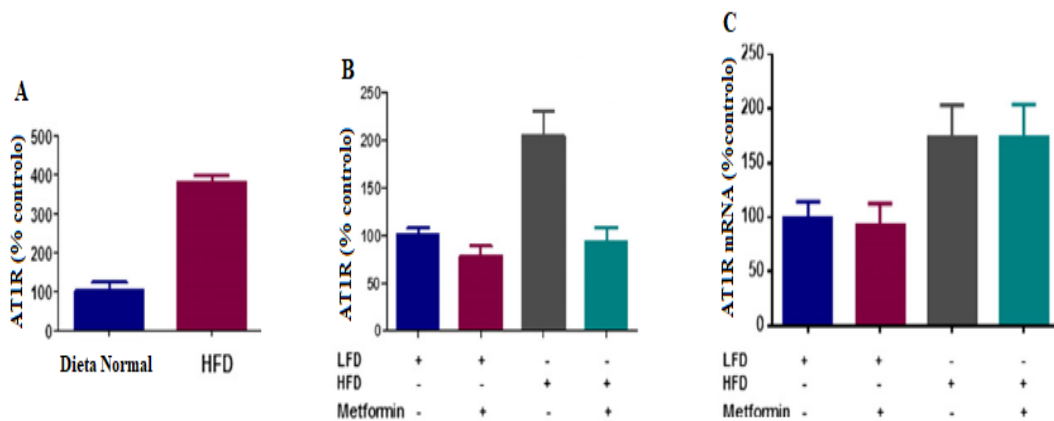 A
AT1R (% controlo)
500
400
300
200
100
0
Dieta Normal HFD
B
AT1R (% controlo)
250
200
150
100
50
0
LFD + + - -
HFD - - + +
Metformin - + - +
C
AT1R mRNA (%controlo)
250
200
150
100
50
0
LFD + + - -
HFD - - + +
Metformin - + - +